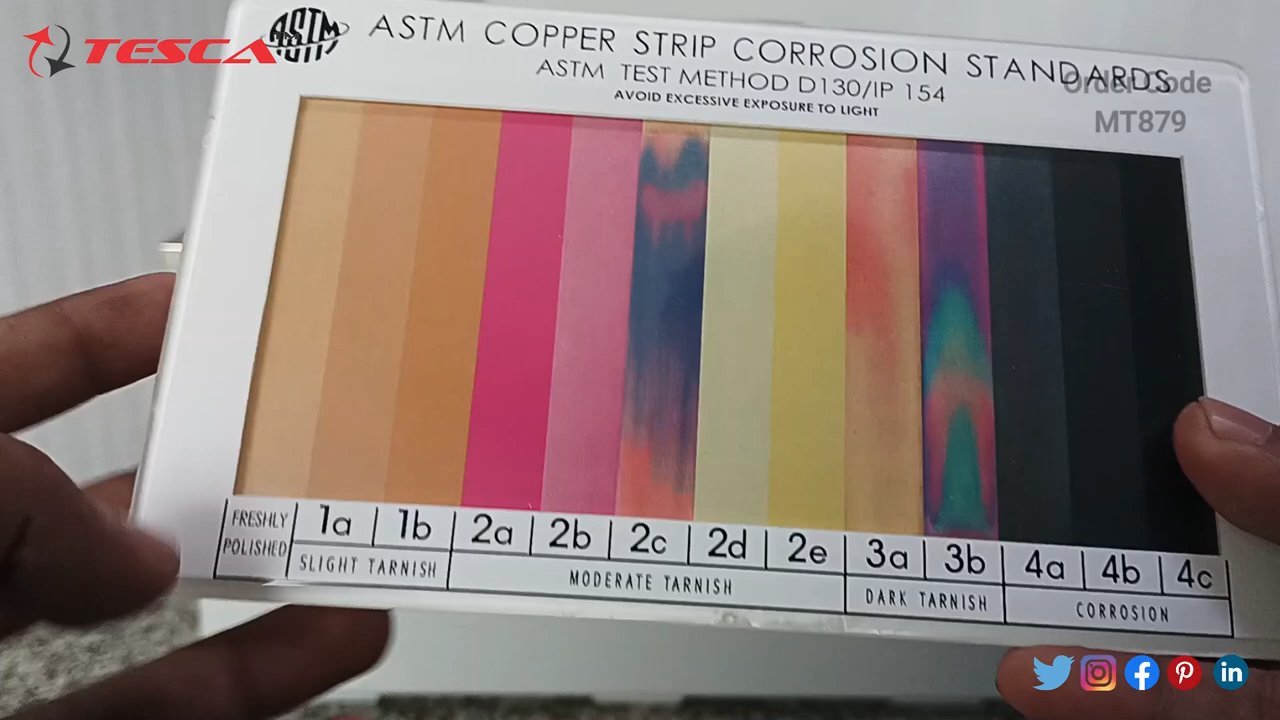 TESCA
ASTM
ASTM COPPER STRIP CORROSION STANDARDS
ASTM TEST METHOD D130/IP 154
AVOID EXCESSIVE EXPOSURE TO LIGHT
Order Code
MT879
FRESHLY
POLISHED
1a 1b 2a 2b 2c 2d 2e 3a 3b 4a 4b 4c
SLIGHT TARNISH MODERATE TARNISH DARK TARNISH CORROSION